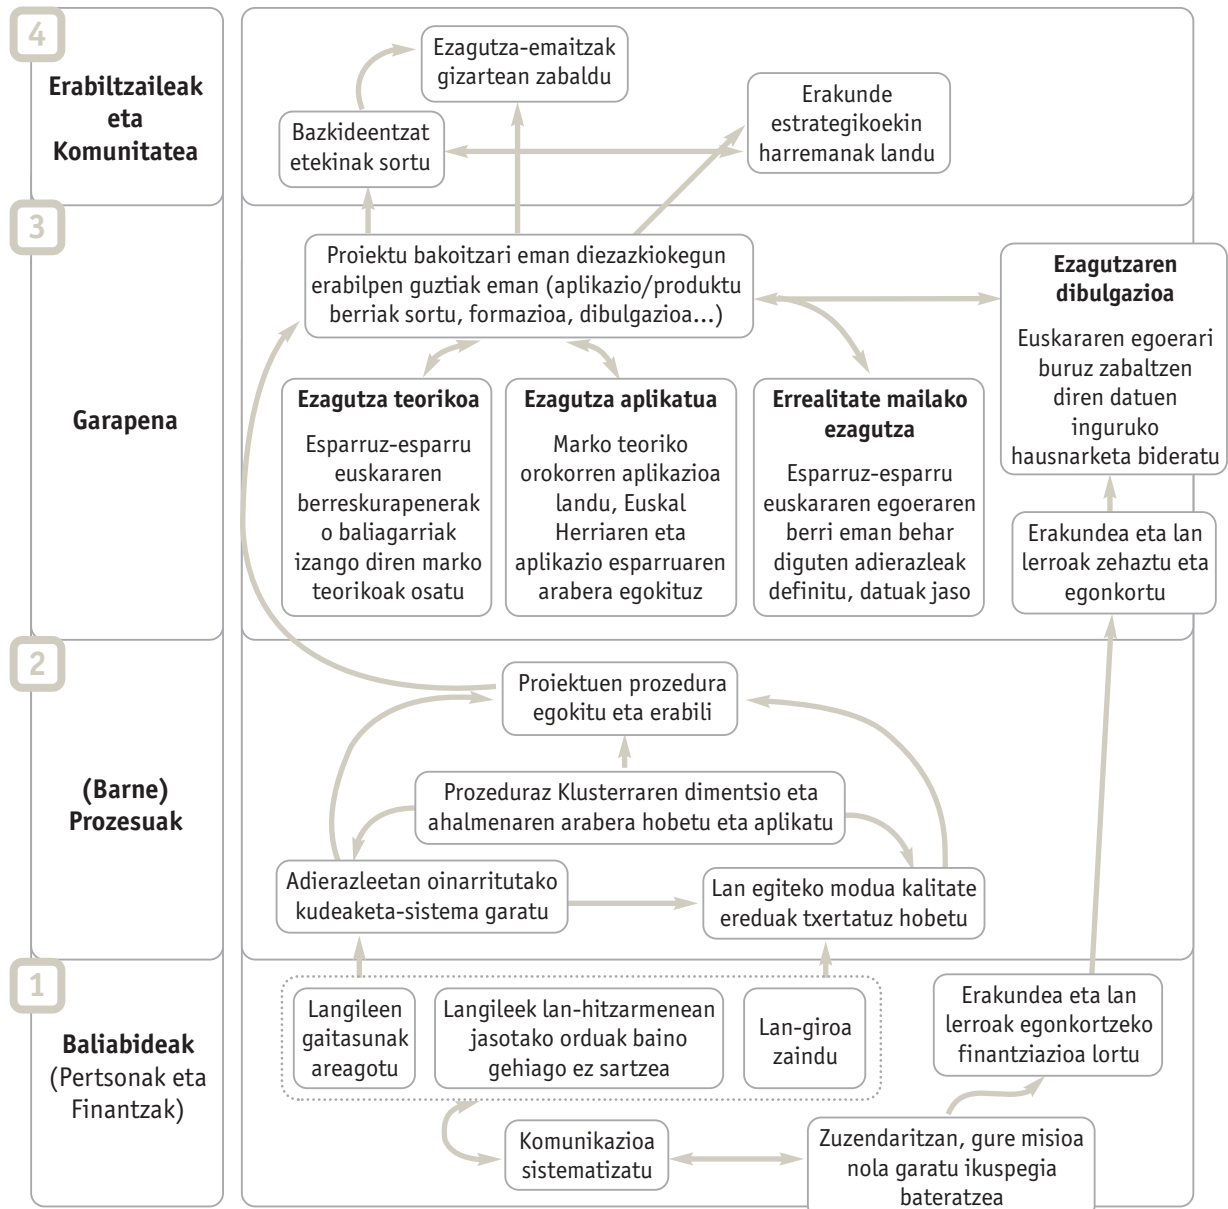 4
Erabiltzaileak
eta
Komunitatea
Ezagutza-emaitzak
gizartean zabaldu
Bazkideentzat
etekinak sortu
Erakunde
estrategikoekin
harremanak landu
3
Garapena
Proiektu bakoitzari eman diezazkiokegun
erabilpen guztiak eman (aplikazio/produktu
berriak sortu, formazioa, dibulgazioa...)
Ezagutza teorikoa
Esparruz-esparru
euskararen
berreskurapenerak
o baliagarriak
izango diren marko
teorikoak osatu
Ezagutza aplikatua
Marko teoriko
orokorren aplikazioa
landu, Euskal
Herriaren eta
aplikazio esparruaren
arabera egokituz
Errealitate mailako
ezagutza
Esparruz-esparru
euskararen egoeraren
berri eman behar
diguten adierazleak
definitu, datuak jaso
Ezagutzaren
dibulgazioa
Euskararen egoerari
buruz zabaltzen
diren datuen
inguruko
hausnarketa bideratu
Erakundea eta lan
lerroak zehaztu eta
egonkortu
2
(Barne)
Prozesuak
Proiektuen prozedura
egokitu eta erabili
Prozeduraz Klusterraren dimentsio eta
ahalmenaren arabera hobetu eta aplikatu
Adierazleetan oinarritutako
kudeaketa-sistema garatu
Lan egiteko modua kalitate
ereduak txertatuz hobetu
1
Baliabideak
(Pertsonak eta
Finantzak)
Langileen
gaitasunak
areagotu
Langileek lan-hitzarmenean
jasotako orduak baino
gehiago ez sartzea
Lan-giroa
zaindu
Erakundea eta lan
lerroak egonkortzeko
finantziazioa lortu
Komunikazioa
sistematizatu
Zuzendaritzan, gure misioa
nola garatu ikuspegia
bateratzea